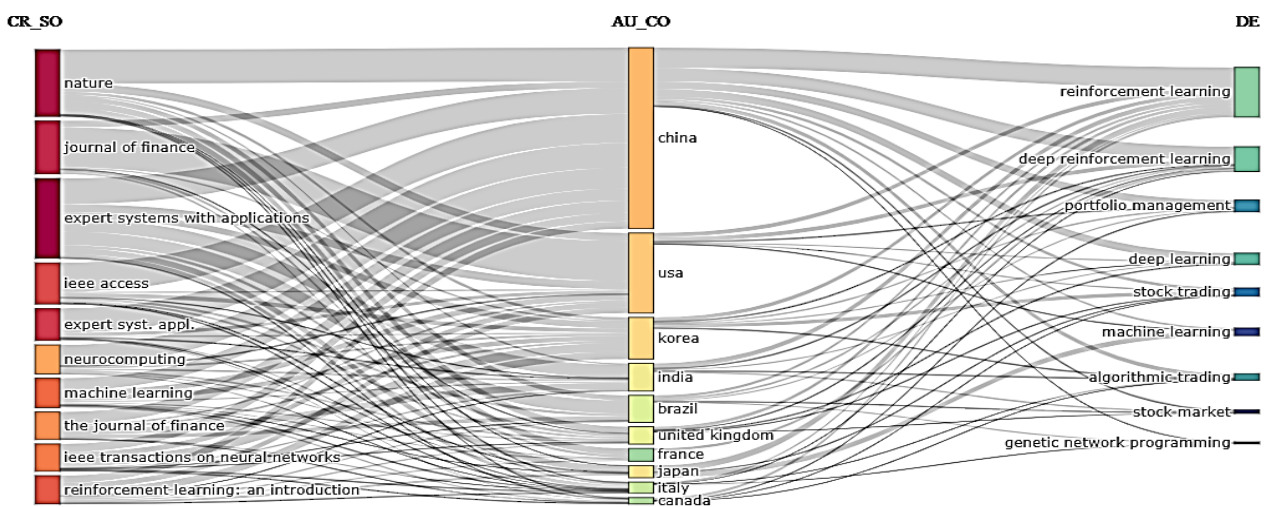 CR_SO
AU_CO
DE
nature
journal of finance
expert systems with applications
ieee access
expert syst. appl.
neurocomputing
machine learning
the journal of finance
ieee transactions on neural networks
reinforcement learning: an introduction
china
usa
korea
india
brazil
united kingdom
france
japan
italy
canada
reinforcement learning
deep reinforcement learning
portfolio management
deep learning
stock trading
machine learning
algorithmic trading
stock market
genetic network programming